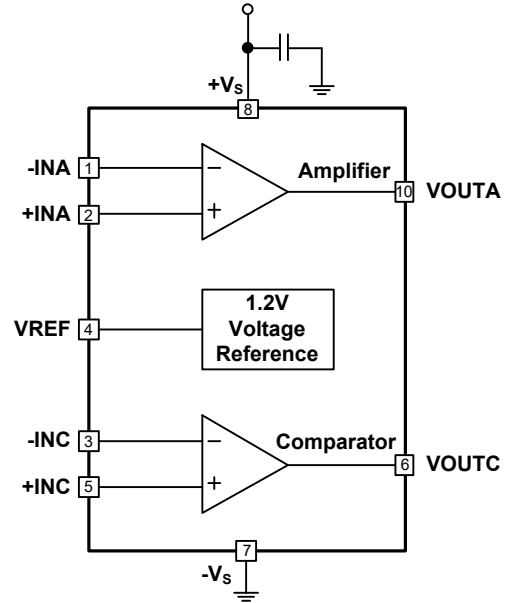 +VS
8
-INA 1 − Amplifier
10 VOUTA
+INA 2 +
1.2V
Voltage
Reference
VREF 4
-INC 3 − Comparator
6 VOUTC
+INC 5 +
7
-VS